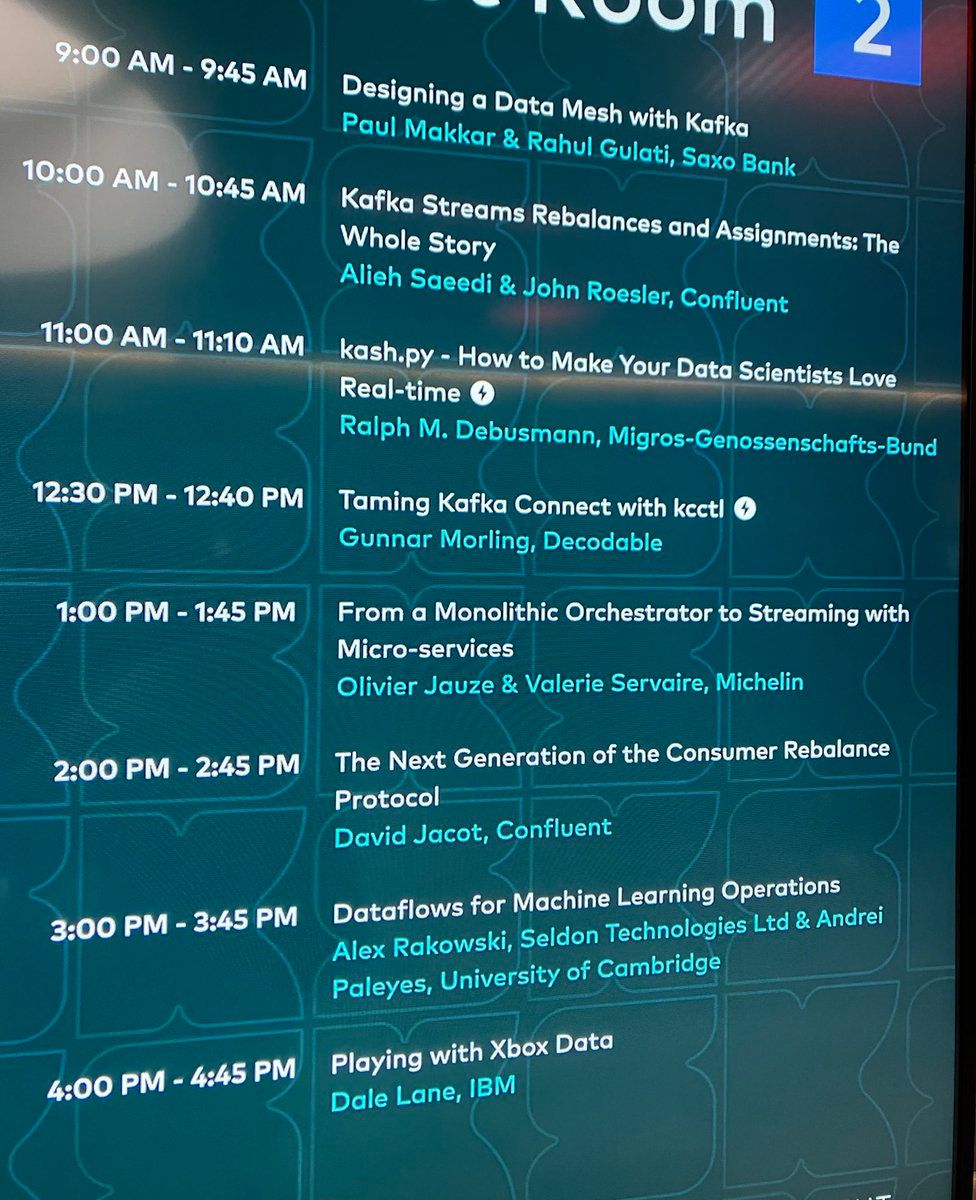 Room 2
9:00 AM - 9:45 AM
Designing a Data Mesh with Kafka
Paul Makkar & Rahul Gulati, Saxo Bank
10:00 AM - 10:45 AM
Kafka Streams Rebalances and Assignments: The
Whole Story
Alieh Saeedi & John Roesler, Confluent
11:00 AM - 11:10 AM
kash.py - How to Make Your Data Scientists Love
Real-time
Ralph M. Debusmann, Migros-Genossenschafts-Bund
12:30 PM - 12:40 PM
Taming Kafka Connect with kcctl
Gunnar Morling, Decodable
1:00 PM - 1:45 PM
From a Monolithic Orchestrator to Streaming with
Micro-services
Olivier Jauze & Valerie Servaire, Michelin
2:00 PM - 2:45 PM
The Next Generation of the Consumer Rebalance
Protocol
David Jacot, Confluent
3:00 PM - 3:45 PM
Dataflows for Machine Learning Operations
Alex Rakowski, Seldon Technologies Ltd & Andrei
Paleyes, University of Cambridge
4:00 PM - 4:45 PM
Playing with Xbox Data
Dale Lane, IBM